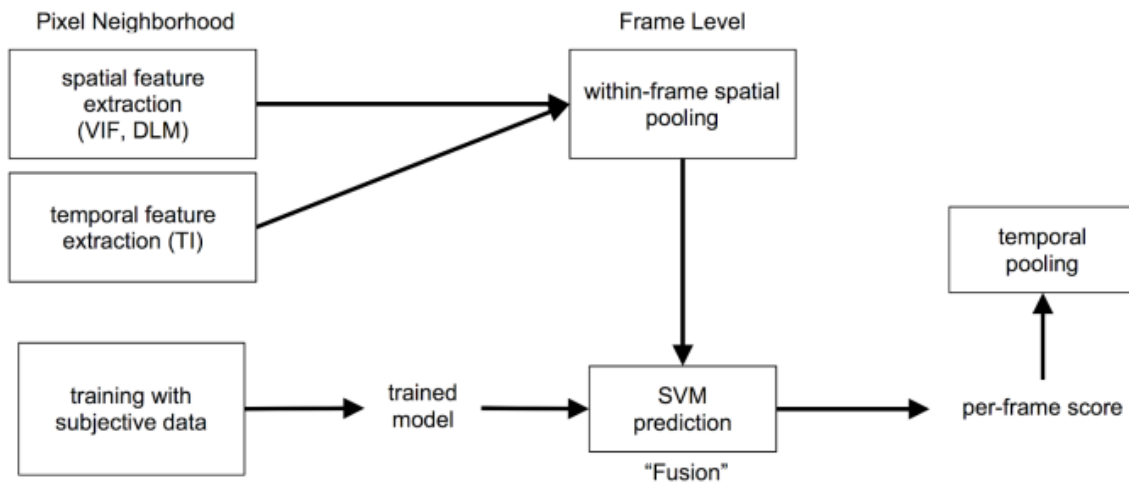 Pixel Neighborhood
Frame Level
spatial feature
extraction
(VIF, DLM)
within-frame spatial
pooling
temporal feature
extraction (TI)
temporal
pooling
training with
subjective data
trained
model
SVM
prediction
per-frame score
“Fusion”